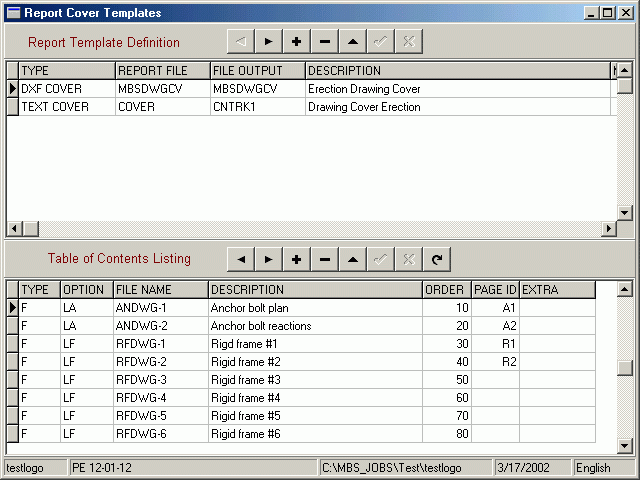 Report Cover Templates
Report Template Definition
TYPE REPORT FILE FILE OUTPUT DESCRIPTION
DXF COVER MBSDWGCV MBSDWGCV Erection Drawing Cover
TEXT COVER COVER CNTRK1 Drawing Cover Erection
Table of Contents Listing
TYPE OPTION FILE NAME DESCRIPTION ORDER PAGE ID EXTRA
F LA ANDWG-1 Anchor bolt plan 10 A1
F LA ANDWG-2 Anchor bolt reactions 20 A2
F LF RFDWG-1 Rigd frame #1 30 R1
F LF RFDWG-2 Rigid frame #2 40 R2
F LF RFDWG-3 Rigid frame #3 50
F LF RFDWG-4 Rigid frame #4 60
F LF RFDWG-5 Rigid frame #5 70
F LF RFDWG-6 Rigid frame #6 80
testlogo PE 12-01-12 C:\MBS_JOBS\Test\testlogo 3/17/2002 English